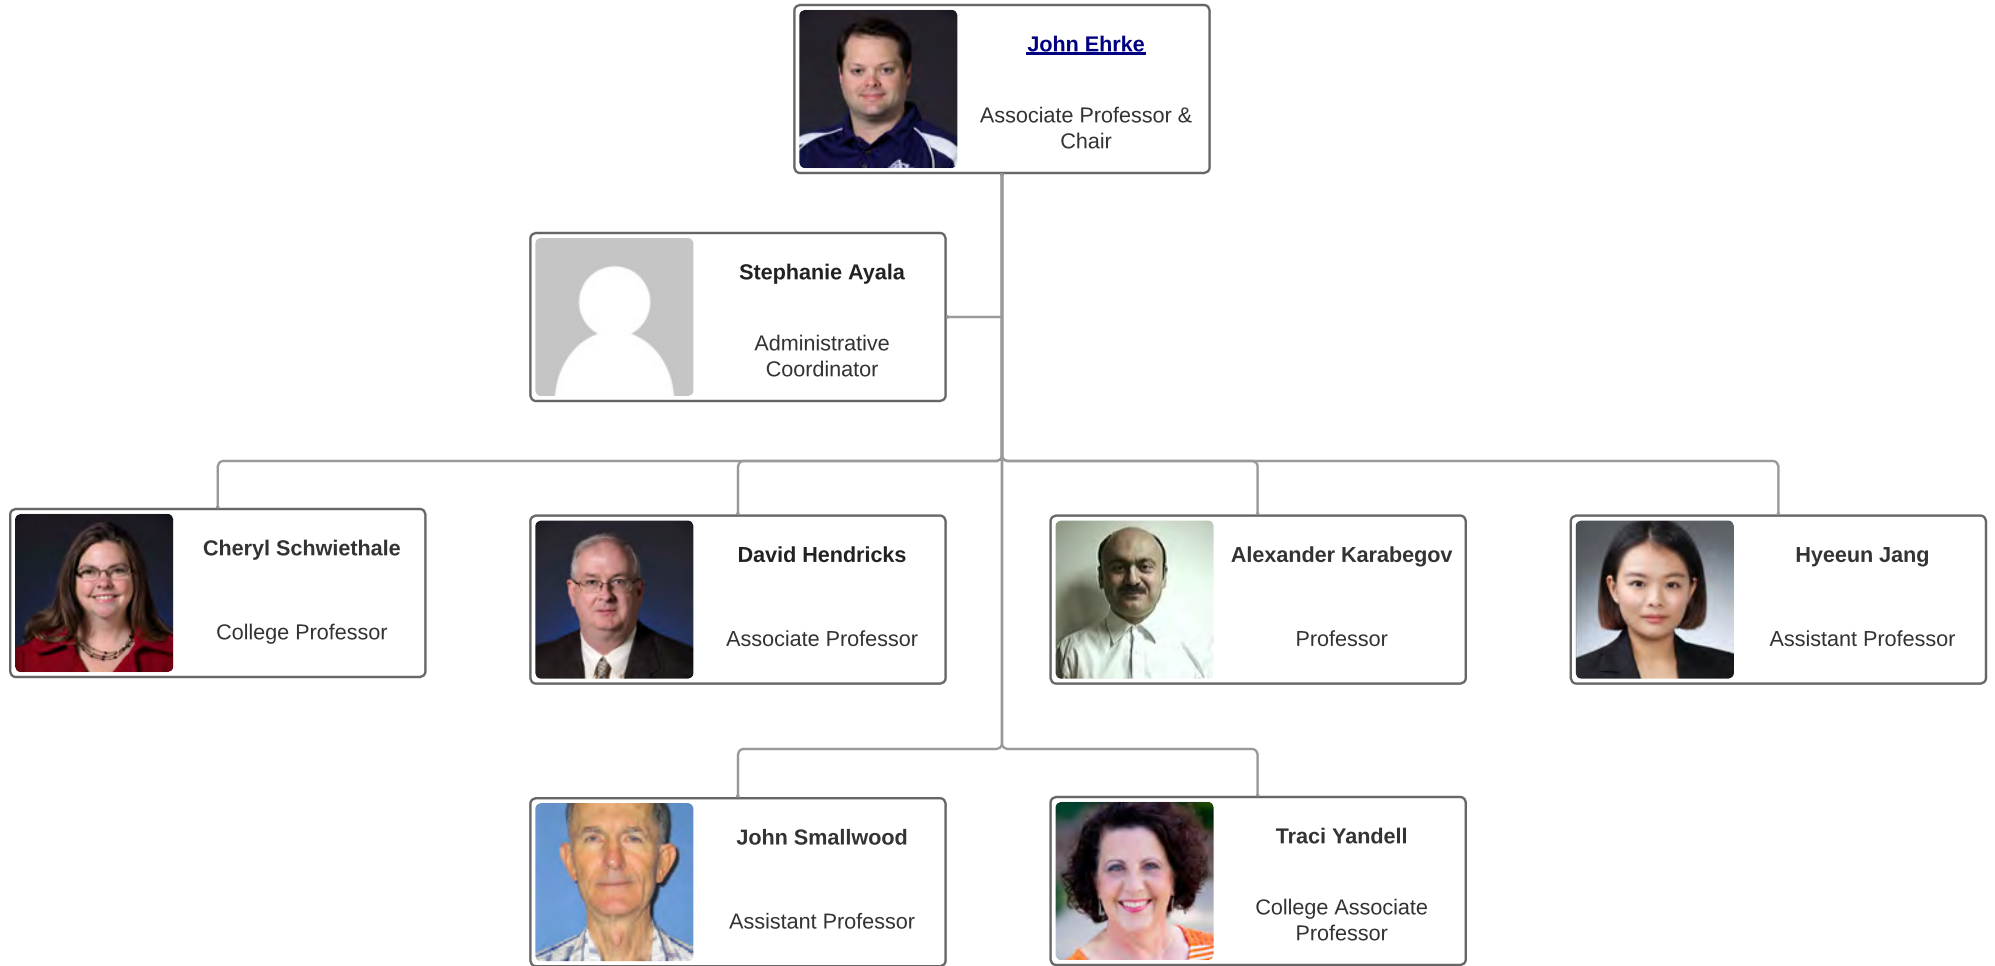 John Ehrke
Associate Professor &
Chair
Stephanie Ayala
Administrative
Coordinator
Cheryl Schwiethale
College Professor
David Hendricks
Associate Professor
Alexander Karabegov
Professor
Hyeeun Jang
Assistant Professor
John Smallwood
Assistant Professor
Traci Yandell
College Associate
Professor